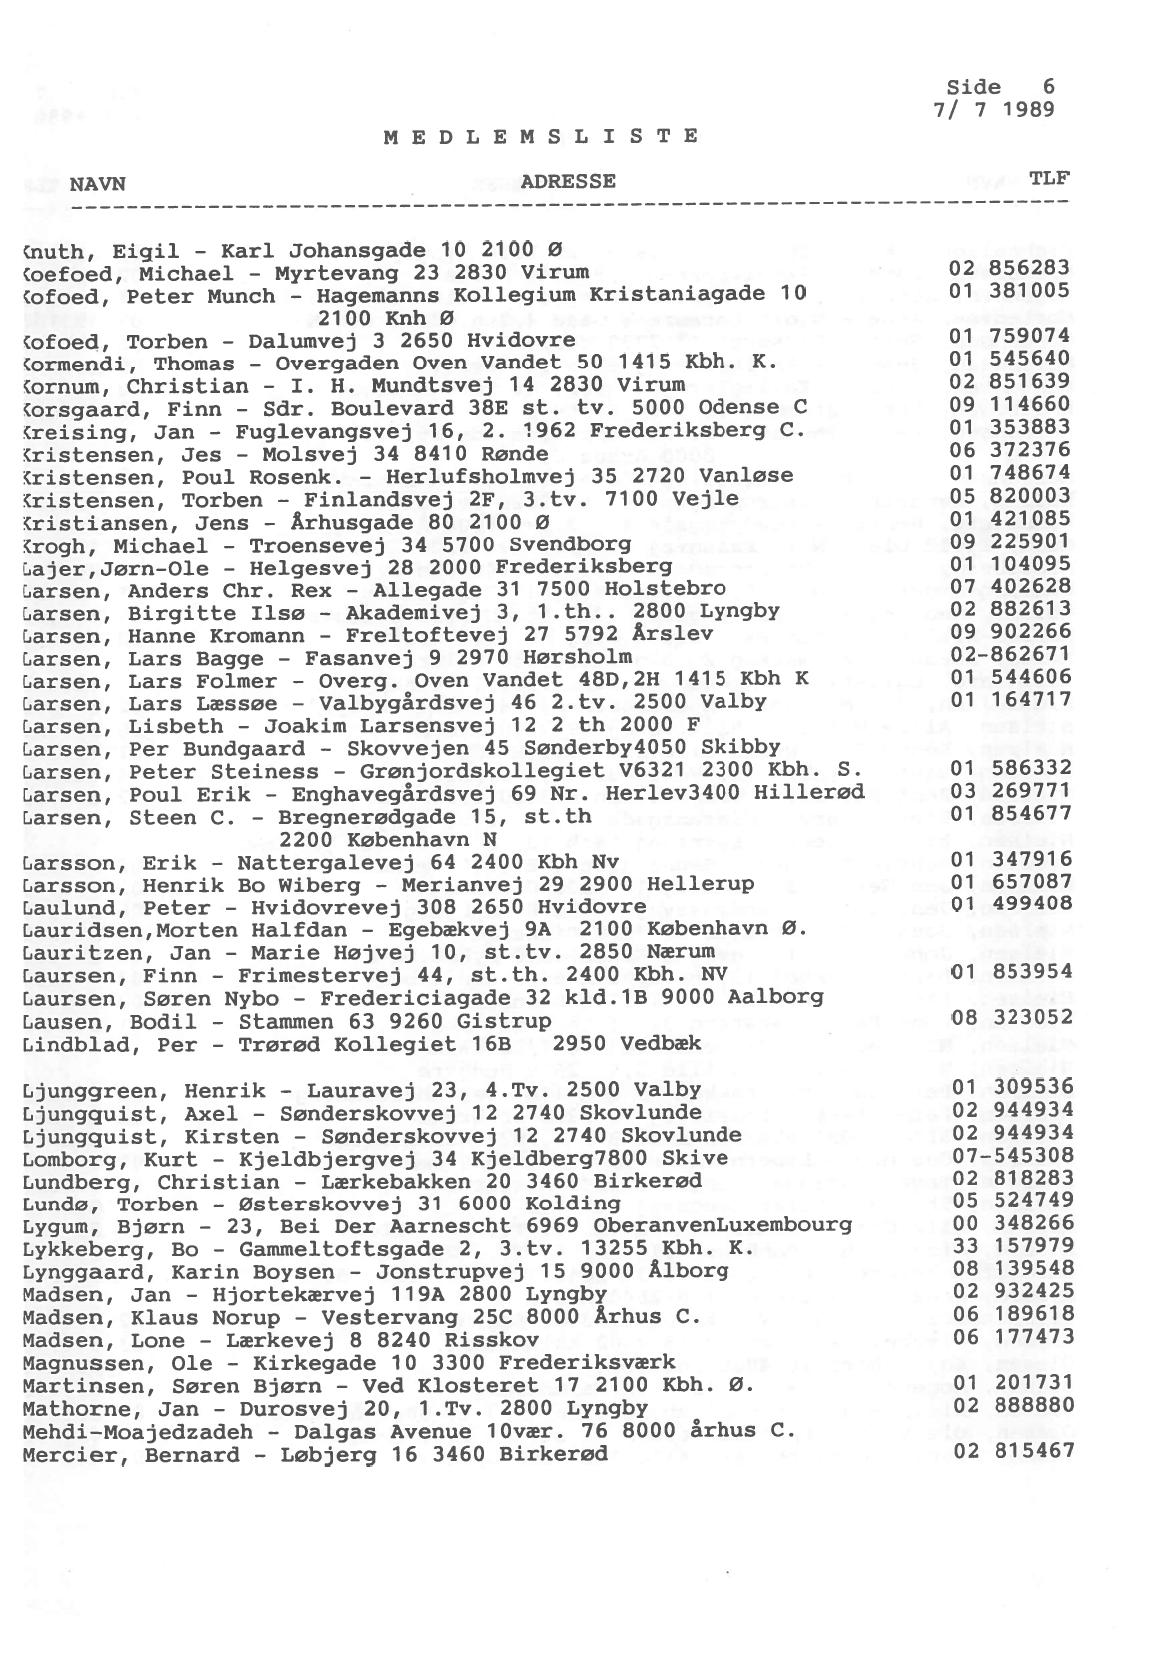 Side 6
7/ 7 1989
M E D L E M S L I S T E
NAVN ADRESSE TLF
--------------------------------------------------------------------------
Knuth, Eigil - Karl Johansgade 10 2100 Ø
Koefoed, Michael - Myrtevang 23 2830 Virum 02 856283
Kofoed, Peter Munch - Hagemanns Kollegium Kristaniagade 10 01 381005
2100 Knh Ø
Kofoed, Torben - Dalumvej 3 2650 Hvidovre 01 759074
Kormendi, Thomas - Overgaden Oven Vandet 50 1415 Kbh. K. 01 545640
Kornum, Christian - I. H. Mundtsvej 14 2830 Virum 02 851639
Korsgaard, Finn - Sdr. Boulevard 38E st. tv. 5000 Odense C 09 114660
Kreising, Jan - Fuglevangsvej 16, 2. 1962 Frederiksberg C. 01 353883
Kristensen, Jes - Molsvej 34 8410 Rønde 06 372376
Kristensen, Poul Rosenk. - Herlufsholmvej 35 2720 Vanløse 01 748674
Kristensen, Torben - Finlandsvej 2F, 3.tv. 7100 Vejle 05 820003
Kristiansen, Jens - Århusgade 80 2100 Ø 01 421085
Krogh, Michael - Troensevej 34 5700 Svendborg 09 225901
Lajer,Jørn-Ole - Helgesvej 28 2000 Frederiksberg 01 104095
Larsen, Anders Chr. Rex - Allegade 31 7500 Holstebro 07 402628
Larsen, Birgitte Ilsø - Akademivej 3, 1.th.. 2800 Lyngby 02 882613
Larsen, Hanne Kromann - Freltoftevej 27 5792 Årslev 09 902266
Larsen, Lars Bagge - Fasanvej 9 2970 Hørsholm 02-862671
Larsen, Lars Folmer - Overg. Oven Vandet 48D,2H 1415 Kbh K 01 544606
Larsen, Lars Læssøe - Valbygårdsvej 46 2.tv. 2500 Valby 01 164717
Larsen, Lisbeth - Joakim Larsensvej 12 2 th 2000 F
Larsen, Per Bundgaard - Skovvejen 45 Sønderby4050 Skibby
Larsen, Peter Steiness - Grønjordskollegiet V6321 2300 Kbh. S. 01 586332
Larsen, Poul Erik - Enghavegårdsvej 69 Nr. Herlev3400 Hillerød 03 269771
Larsen, Steen C. - Bregnerødgade 15, st.th 01 854677
2200 København N
Larsson, Erik - Nattergalevej 64 2400 Kbh Nv 01 347916
Larsson, Henrik Bo Wiberg - Merianvej 29 2900 Hellerup 01 657087
Laulund, Peter - Hvidovrevej 308 2650 Hvidovre 01 499408
Lauridsen,Morten Halfdan - Egebækvej 9A 2100 København Ø.
Lauritzen, Jan - Marie Højvej 10, st.tv. 2850 Nærum
Laursen, Finn - Frimestervej 44, st.th. 2400 Kbh. NV 01 853954
Laursen, Søren Nybo - Fredericiagade 32 kld.1B 9000 Aalborg
Lausen, Bodil - Stammen 63 9260 Gistrup 08 323052
Lindblad, Per - Trørød Kollegiet 16B 2950 Vedbæk
Ljunggreen, Henrik - Lauravej 23, 4.Tv. 2500 Valby 01 309536
Ljungquist, Axel - Sønderskovvej 12 2740 Skovlunde 02 944934
Ljungquist, Kirsten - Sønderskovvej 12 2740 Skovlunde 02 944934
Lomborg, Kurt - Kjeldbjergvej 34 Kjeldberg7800 Skive 07-545308
Lundberg, Christian - Lærkebakken 20 3460 Birkerød 02 818283
Lundø, Torben - Østerskovvej 31 6000 Kolding 05 524749
Lygum, Bjørn - 23, Bei Der Aarnescht 6969 OberanvenLuxembourg 00 348266
Lykkeberg, Bo - Gammeltoftsgade 2, 3.tv. 13255 Kbh. K. 33 157979
Lynggaard, Karin Boysen - Jonstrupvej 15 9000 Ålborg 08 139548
Madsen, Jan - Hjortekærvej 119A 2800 Lyngby 02 932425
Madsen, Klaus Norup - Vestervang 25C 8000 Århus C. 06 189618
Madsen, Lone - Lærkevej 8 8240 Risskov 06 177473
Magnussen, Ole - Kirkegade 10 3300 Frederiksværk
Martinsen, Søren Bjørn - Ved Klosteret 17 2100 Kbh. Ø. 01 201731
Mathorne, Jan - Durosvej 20, 1.Tv. 2800 Lyngby 02 888880
Mehdi-Moajedzadeh - Dalgas Avenue 10vær. 76 8000 århus C.
Mercier, Bernard - Løbjerg 16 3460 Birkerød 02 815467